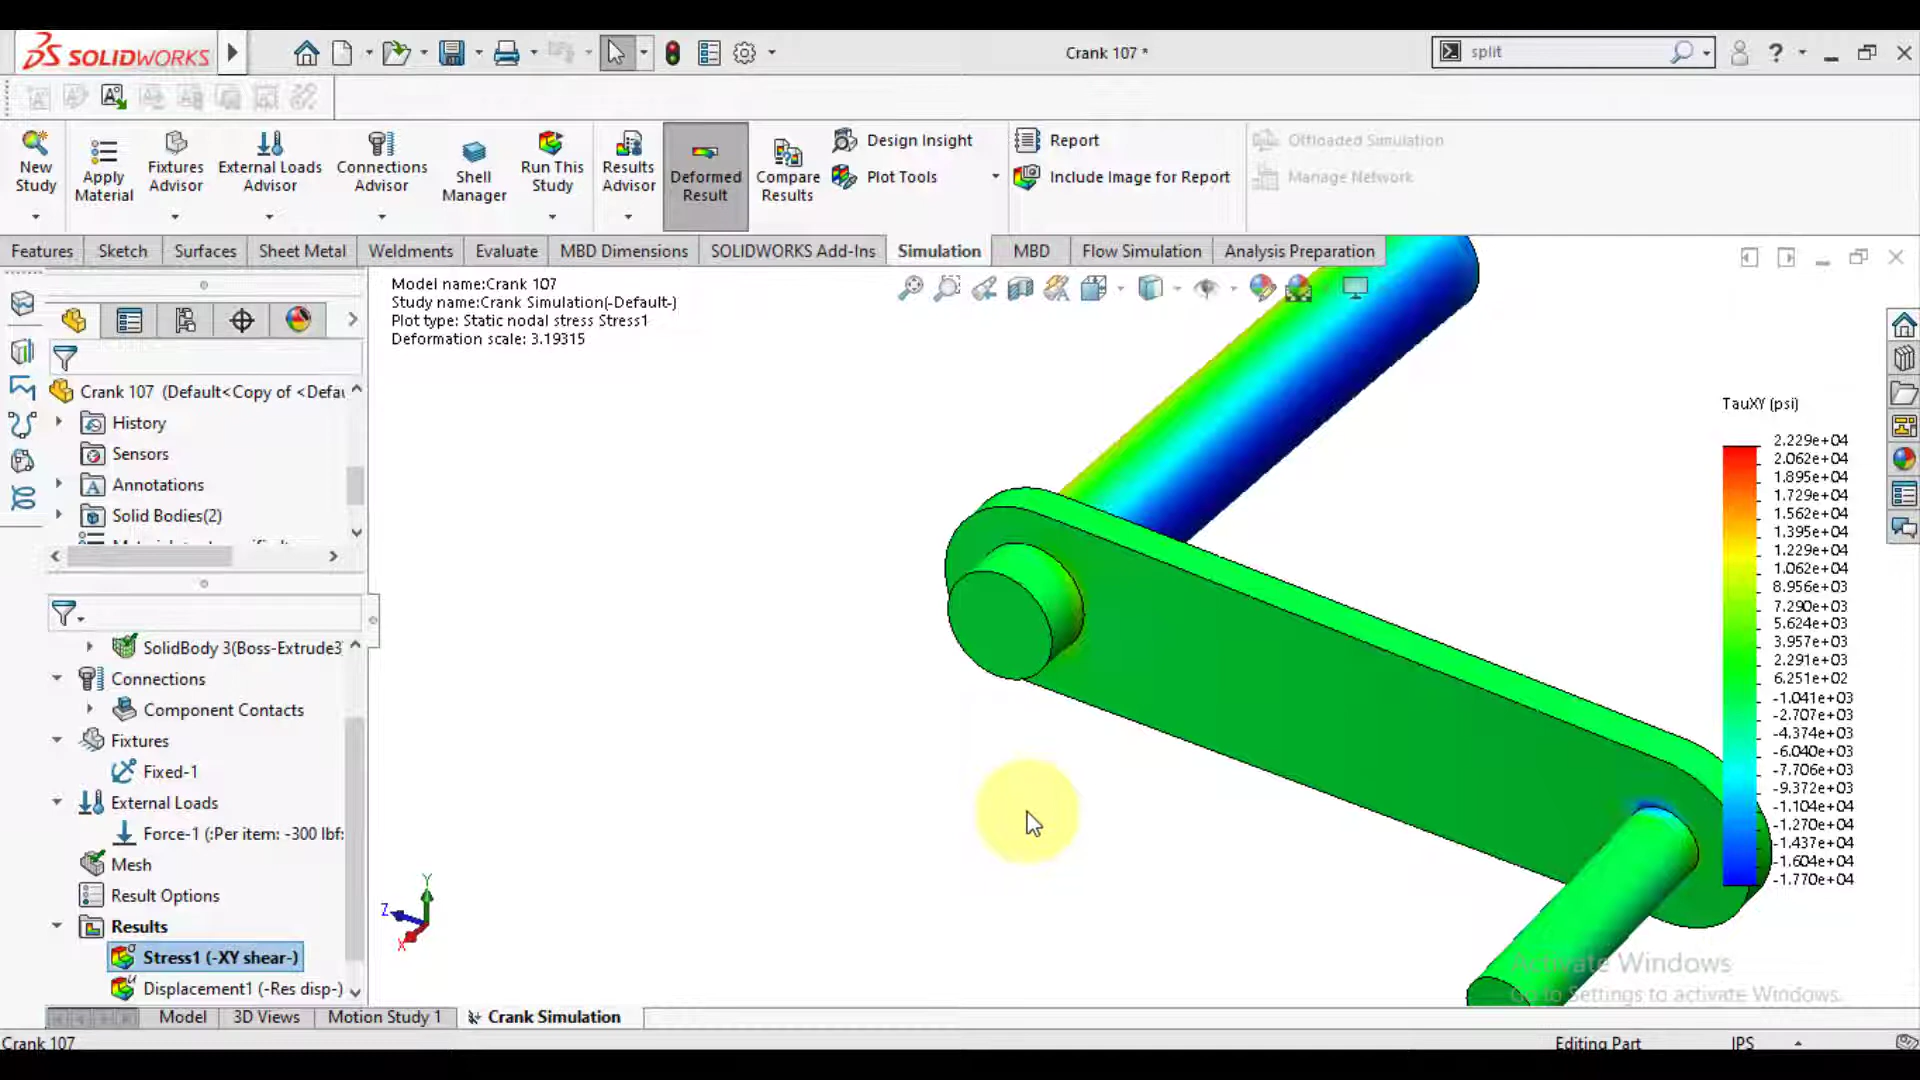 SOLIDWORKS
Crank 107 *
split
New Study
Apply Material
Fixtures Advisor
External Loads Advisor
Connections Advisor
Shell Manager
Run This Study
Results Advisor
Deformed Result
Compare Results
Design Insight
Plot Tools
Report
Include Image for Report
Offloaded Simulation
Manage Network
Features Sketch Surfaces Sheet Metal Weldments Evaluate MBD Dimensions SOLIDWORKS Add-Ins Simulation MBD Flow Simulation Analysis Preparation
Model name:Crank 107
Study name:Crank Simulation(-Default-)
Plot type: Static nodal stress Stress1
Deformation scale: 3.19315
Crank 107 (Default<Copy of <Defau
History
Sensors
Annotations
Solid Bodies(2)
SolidBody 3(Boss-Extrude3
Connections
Component Contacts
Fixtures
Fixed-1
External Loads
Force-1 (:Per item: -300 lbf:
Mesh
Result Options
Results
Stress1 (-XY shear-)
Displacement1 (-Res disp-)
Y
Z
X
TauXY (psi)
2.229e+04
2.062e+04
1.895e+04
1.729e+04
1.562e+04
1.395e+04
1.229e+04
1.062e+04
8.956e+03
7.290e+03
5.624e+03
3.957e+03
2.291e+03
6.251e+02
-1.041e+03
-2.707e+03
-4.374e+03
-6.040e+03
-7.706e+03
-9.372e+03
-1.104e+04
-1.270e+04
-1.437e+04
-1.604e+04
-1.770e+04
Activate Windows
Go to Settings to activate Windows.
Model 3D Views Motion Study 1 Crank Simulation
Crank 107
Editing Part
IPS